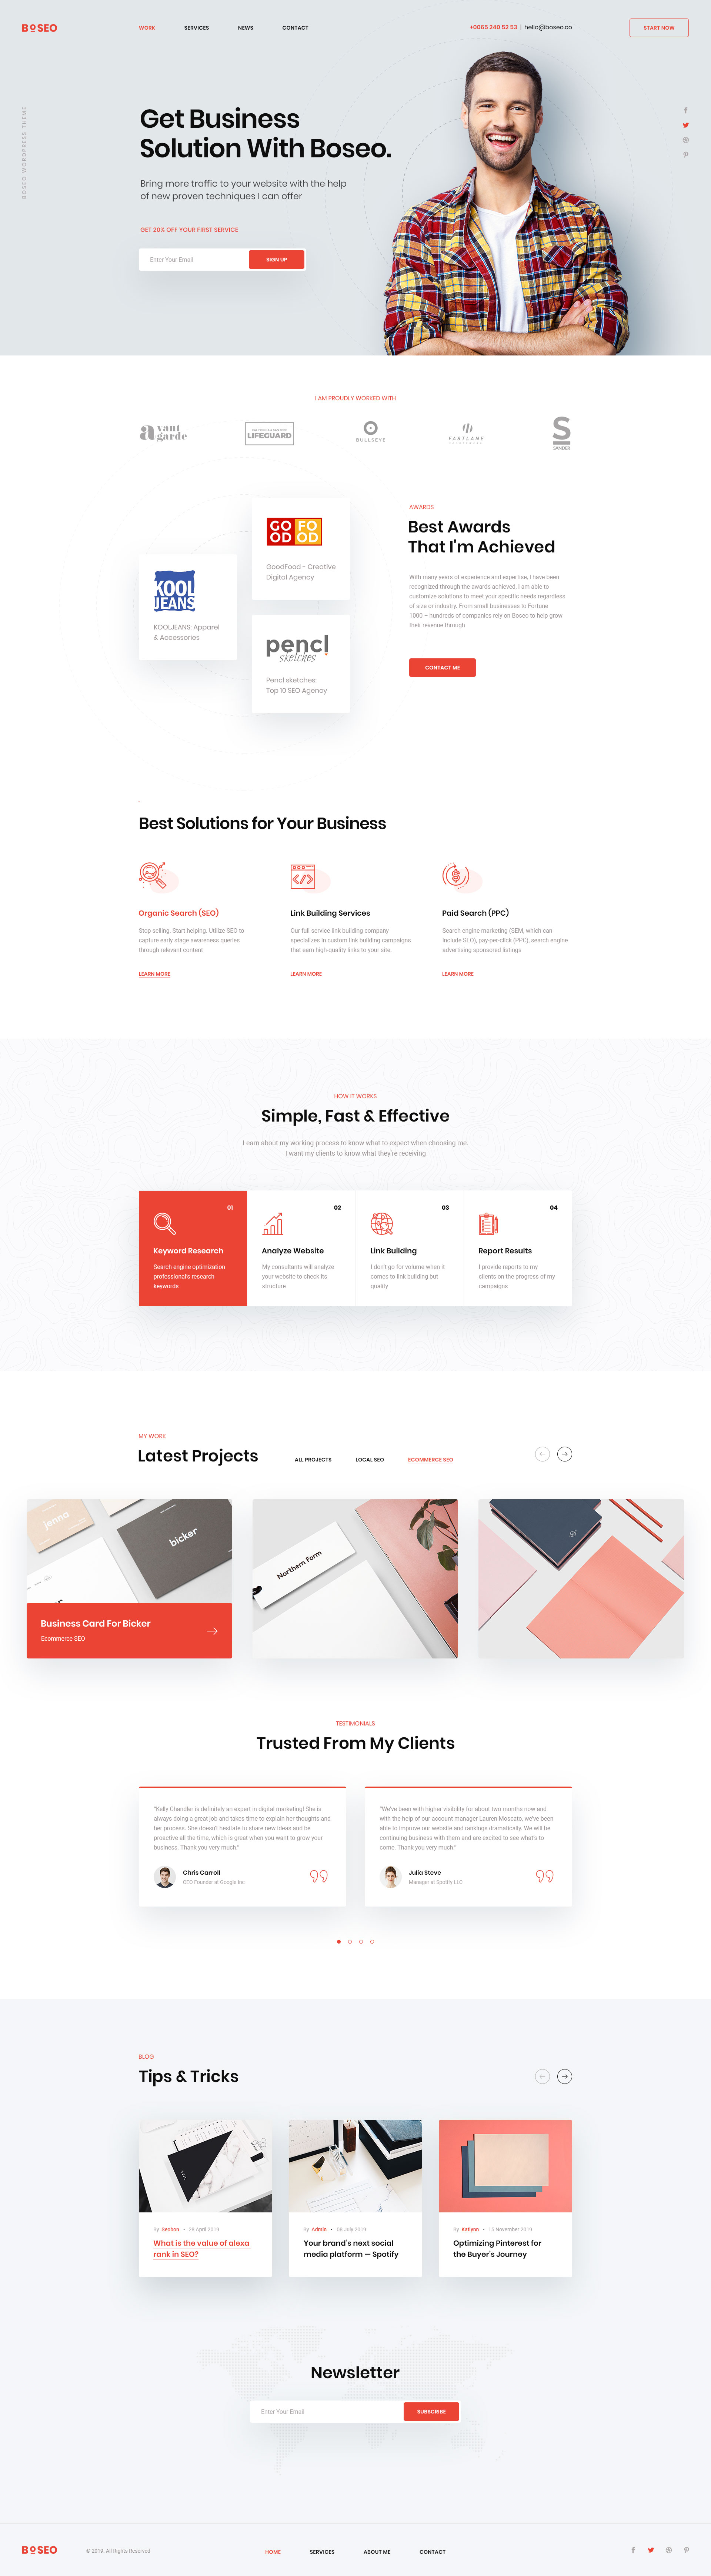 BOSEO
WORK SERVICES NEWS CONTACT
+0065 240 52 53 | hello@boseo.co
START NOW
BOSEO WORDPRESS THEME
Get Business
Solution With Boseo.
Bring more traffic to your website with the help
of new proven techniques I can offer
GET 20% OFF YOUR FIRST SERVICE
Enter Your Email
SIGN UP
I AM PROUDLY WORKED WITH
avant
garde
LIFEGUARD
BULLSEYE
FASTLANE
S
SANDER
GOOD FOOD
GoodFood - Creative
Digital Agency
KOOL
JEANS
KOOLJEANS: Apparel
& Accessories
pencl
sketches
Pencl sketches:
Top 10 SEO Agency
AWARDS
Best Awards
That I'm Achieved
With many years of experience and expertise, I have been
recognized through the awards achieved, I am able to
customize solutions to meet your specific needs regardless
of size or industry. From small businesses to Fortune
1000 – hundreds of companies rely on Boseo to help grow
their revenue through
CONTACT ME
Best Solutions for Your Business
Organic Search (SEO)
Stop selling. Start helping. Utilize SEO to
capture early stage awareness queries
through relevant content
LEARN MORE
Link Building Services
Our full-service link building company
specializes in custom link building campaigns
that earn high-quality links to your site.
LEARN MORE
Paid Search (PPC)
Search engine marketing (SEM, which can
include SEO), pay-per-click (PPC), search engine
advertising sponsored listings
LEARN MORE
HOW IT WORKS
Simple, Fast & Effective
Learn about my working process to know what to expect when choosing me.
I want my clients to know what they're receiving
01
Keyword Research
Search engine optimization
professional's research
keywords
02
Analyze Website
My consultants will analyze
your website to check its
structure
03
Link Building
I don't go for volume when it
comes to link building but
quality
04
Report Results
I provide reports to my
clients on the progress of my
campaigns
MY WORK
Latest Projects
ALL PROJECTS LOCAL SEO ECOMMERCE SEO
jenna
bicker
Business Card For Bicker
Ecommerce SEO
Northern Form
TESTIMONIALS
Trusted From My Clients
"Kelly Chandler is definitely an expert in digital marketing! She is
always doing a great job and takes time to explain her thoughts and
her process. She doesn't hesitate to share new ideas and be
proactive all the time, which is great when you want to grow your
business. Thank you very much."
Chris Carroll
CEO Founder at Google Inc
"We've been with higher visibility for about two months now and
with the help of our account manager Lauren Moscato, we've been
able to improve our website and rankings dramatically. We will be
continuing business with them and are excited to see what's to
come. Thank you very much."
Julia Steve
Manager at Spotify LLC
BLOG
Tips & Tricks
By Seotion • 26 April 2019
What is the value of alexa
rank in SEO?
By Admin • 08 July 2019
Your brand's next social
media platform — Spotify
By Katlynn • 15 November 2019
Optimizing Pinterest for
the Buyer's Journey
Newsletter
Enter Your Email
SUBSCRIBE
BOSEO
© 2019. All Rights Reserved
HOME SERVICES ABOUT ME CONTACT